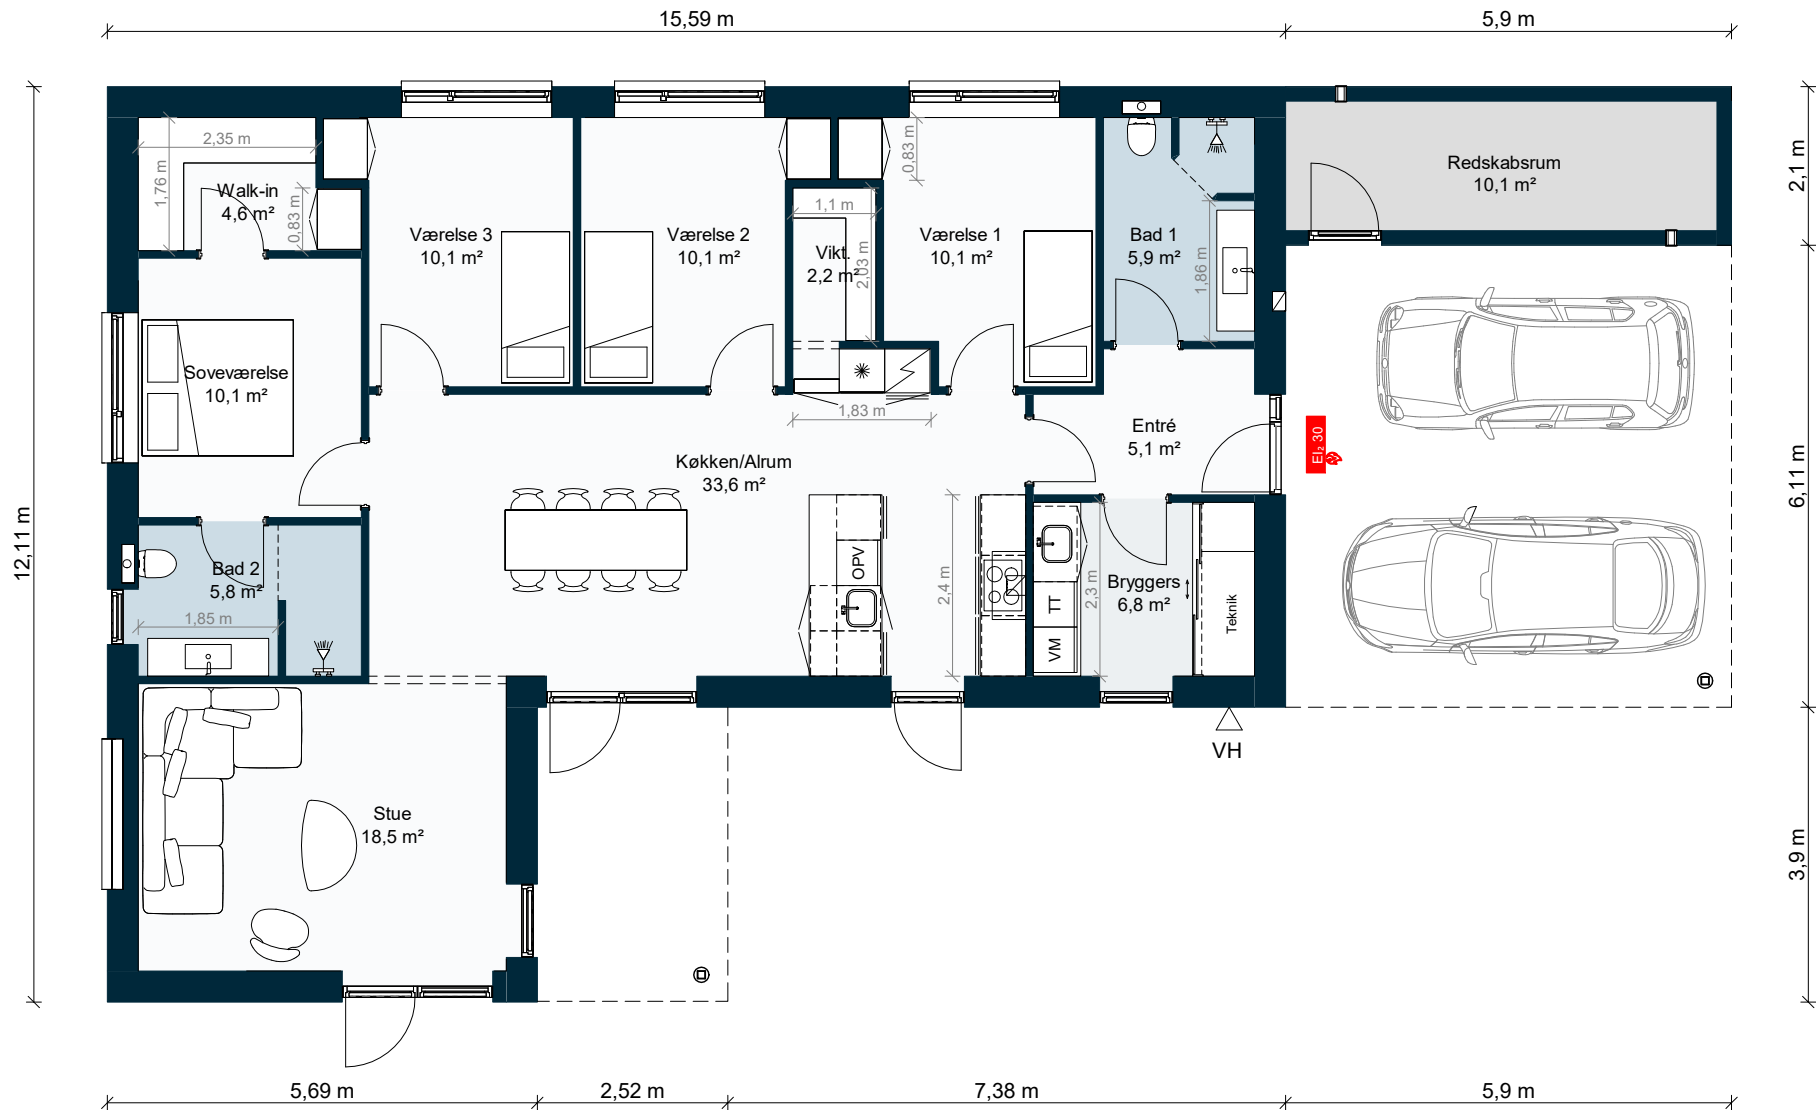 15,59 m
5,9 m
2,35 m
1,76 m
Walk-in
4,6 m²
0,83 m
Værelse 3
10,1 m²
Værelse 2
10,1 m²
1,1 m
Vikt.
2,2 m²
2,03 m
0,83 m
Værelse 1
10,1 m²
Bad 1
5,9 m²
1,86 m
Redskabsrum
10,1 m²
2,1 m
Soveværelse
10,1 m²
1,83 m
Køkken/Alrum
33,6 m²
Entré
5,1 m²
EI₂ 30
6,11 m
12,11 m
Bad 2
5,8 m²
1,85 m
OPV
2,4 m
TT
VM
2,3 m
Bryggers
6,8 m²
Teknik
VH
Stue
18,5 m²
3,9 m
5,69 m
2,52 m
7,38 m
5,9 m